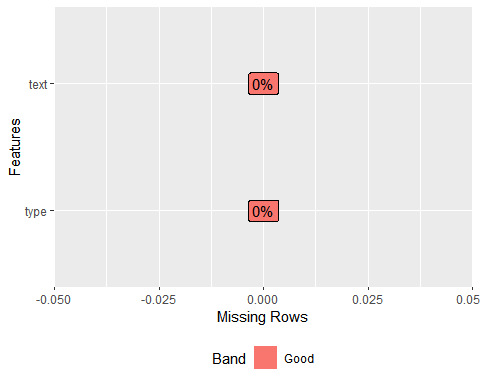 Features
text
0%
type
0%
-0.050
-0.025
0.000
0.025
0.05
Missing Rows
Band
Good